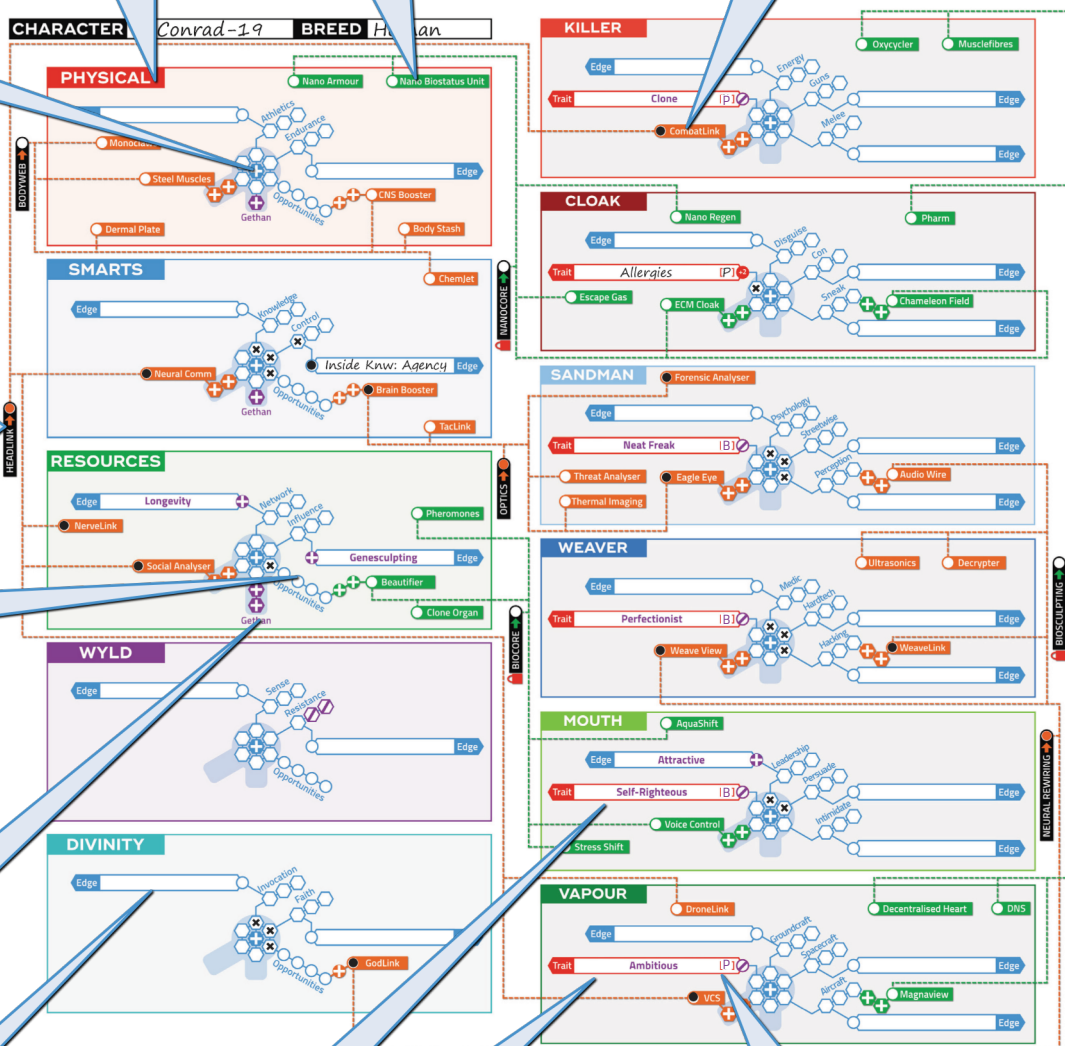 CHARACTER Conrad-19 BREED
PHYSICAL
Nano Armour
Nano Biostatus Unit
Athletics
Endurance
Edge
Steel Muscles
CNS Booster
Opportunities
Gethan
Dermal Plate
Body Stash
BODYWEB
SMARTS
ChemJet
Edge
Knowledge
Control
Inside Knw: Agency Edge
Neural Comm
Brain Booster
Opportunities
Gethan
TacLink
HEADLINK
NANOCORE
OPTICS
RESOURCES
Edge Longevity
Network
Influence
Pheromones
NerveLink
Genesculpting Edge
Social Analyser
Beautifier
Clone Organ
BIOCORE
WYLD
Edge
Sense
Resistance
Edge
Opportunities
DIVINITY
Edge
Invocation
Faith
Opportunities
GodLink
KILLER
Oxycycler
Musclefibres
Edge
Energy
Guns
Trait Clone [P]
Edge
Melee
CombatLink
Edge
CLOAK
Nano Regen
Pharm
Edge
Disguise
Con
Trait Allergies [P] +2
Edge
Sneak
Escape Gas
ECM Cloak
Chameleon Field
Edge
SANDMAN
Forensic Analyser
Edge
Psychology
Streetwise
Trait Neat Freak [B]
Edge
Perception
Threat Analyser
Eagle Eye
Audio Wire
Thermal Imaging
Edge
WEAVER
Ultrasonics
Decrypter
Edge
Medic
Hardtech
Trait Perfectionist [B]
Edge
Hacking
Weave View
WeaveLink
Edge
BIOSCULPTING
MOUTH
AquaShift
Edge Attractive
Leadership
Persuade
Trait Self-Righteous [B]
Edge
Intimidate
Voice Control
Stress Shift
Edge
NEURAL REWIRING
VAPOUR
DroneLink
Decentralised Heart
DNS
Edge
Groundcraft
Spacecraft
Trait Ambitious [P]
Edge
Aircraft
VCS
Magnaview
Edge